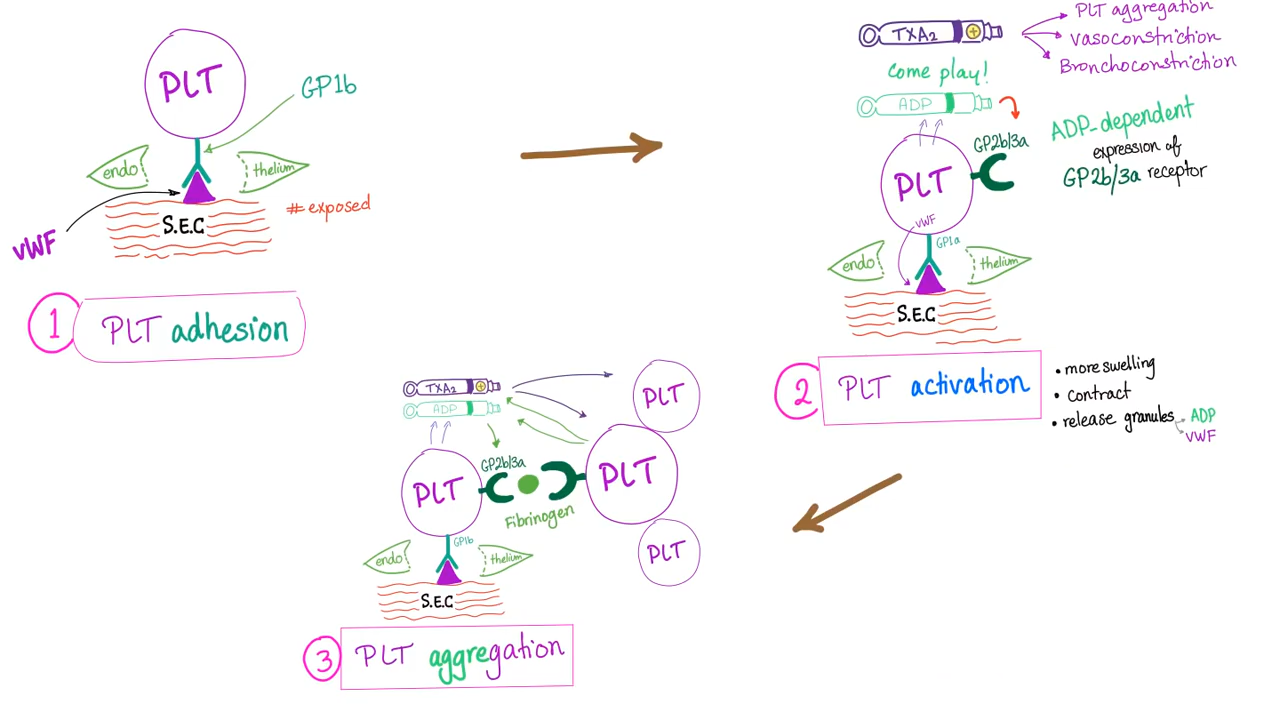 PLT
GP1b
endo
thelium
vWF
S.E.C
# exposed
1 PLT adhesion
TXA2 +
PLT aggregation
vasoconstriction
Bronchoconstriction
come play!
ADP
GP2b/3a
ADP-dependent
expression of
GP2b/3a receptor
PLT
vWF
GP1a
endo
thelium
S.E.C
2 PLT activation
• more swelling
• contract
• release granules
ADP
vWF
TXA2 +
ADP
PLT
GP2b/3a
PLT
PLT
Fibrinogen
GP1b
PLT
endo
thelium
S.E.C
3 PLT aggregation